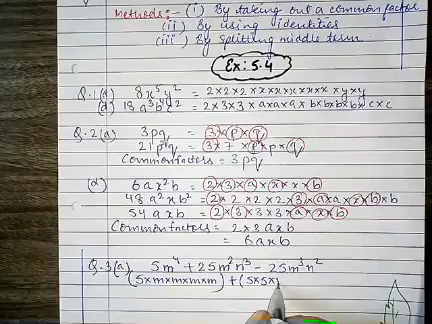 Methods:- (i) By taking out a common factor
(ii) By using identities
(iii) By splitting middle term.
Ex: 5.4
Q.1(a) 8x⁵y² = 2×2×2×x×x×x×x×x×y×y
(d) 18a³b⁴c² = 2×3×3×a×a×a×b×b×b×b×c×c
Q.2(a) 3pq = 3×p×q
21p²q = 3×7×p×p×q
Common factors = 3pq
(d) 6ax²b = 2×3×a×x×x×b
48a²xb² = 2×2×2×2×3×a×a×x×b×b
54axb = 2×3×3×3×a×x×b
Common factors = 2×3axb
= 6axb
Q.3(a) 5m⁴ + 25m²n³ - 25m³n²
(5×m×m×m×m) + (5×5×